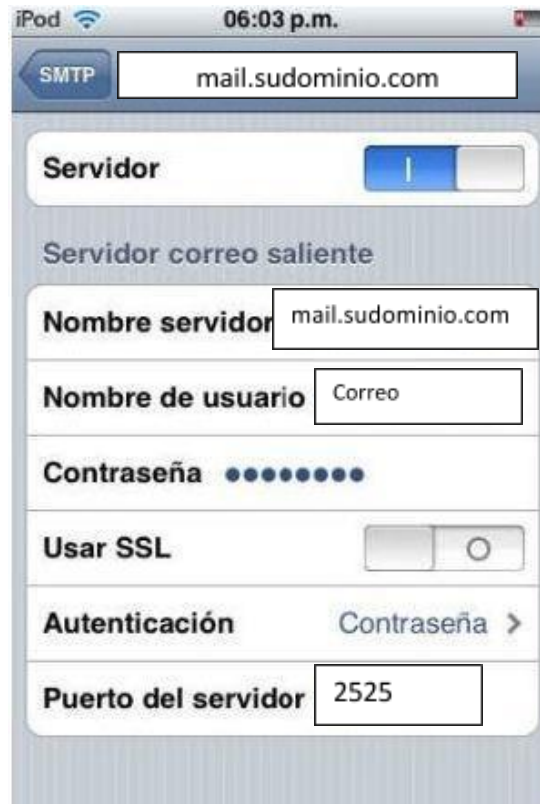 iPod 06:03 p.m.
SMTP mail.sudominio.com
Servidor
Servidor correo saliente
Nombre servidor mail.sudominio.com
Nombre de usuario Correo
Contraseña ●●●●●●●●
Usar SSL
Autenticación Contraseña >
Puerto del servidor 2525